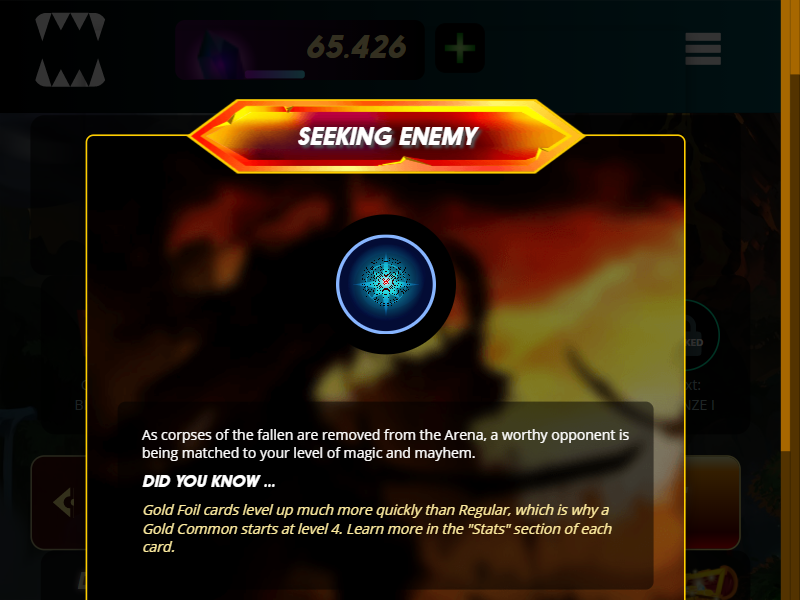 65.426
SEEKING ENEMY
As corpses of the fallen are removed from the Arena, a worthy opponent is
being matched to your level of magic and mayhem.
DID YOU KNOW ...
Gold Foil cards level up much more quickly than Regular, which is why a
Gold Common starts at level 4. Learn more in the "Stats" section of each
card.